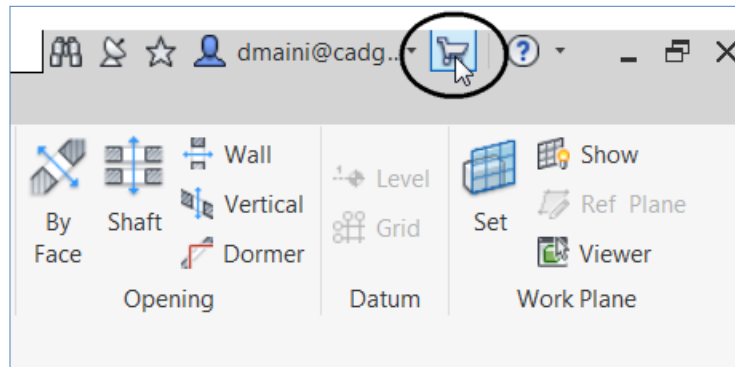 dmaini@cadg..
?
Wall
Level
Show
By Face
Shaft
Vertical
Grid
Set
Ref Plane
Dormer
Viewer
Opening
Datum
Work Plane